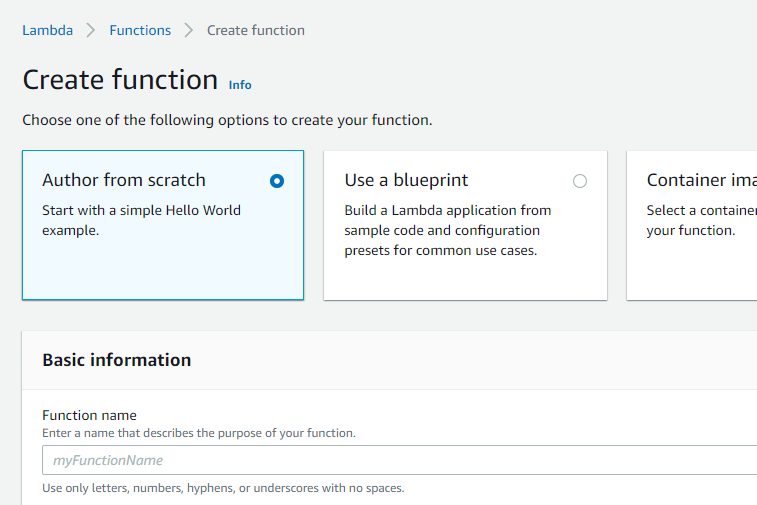 Lambda > Functions > Create function
Create function Info
Choose one of the following options to create your function.
Author from scratch
Start with a simple Hello World
example.
Use a blueprint
Build a Lambda application from
sample code and configuration
presets for common use cases.
Container ima
Select a container
your function.
Basic information
Function name
Enter a name that describes the purpose of your function.
myFunctionName
Use only letters, numbers, hyphens, or underscores with no spaces.